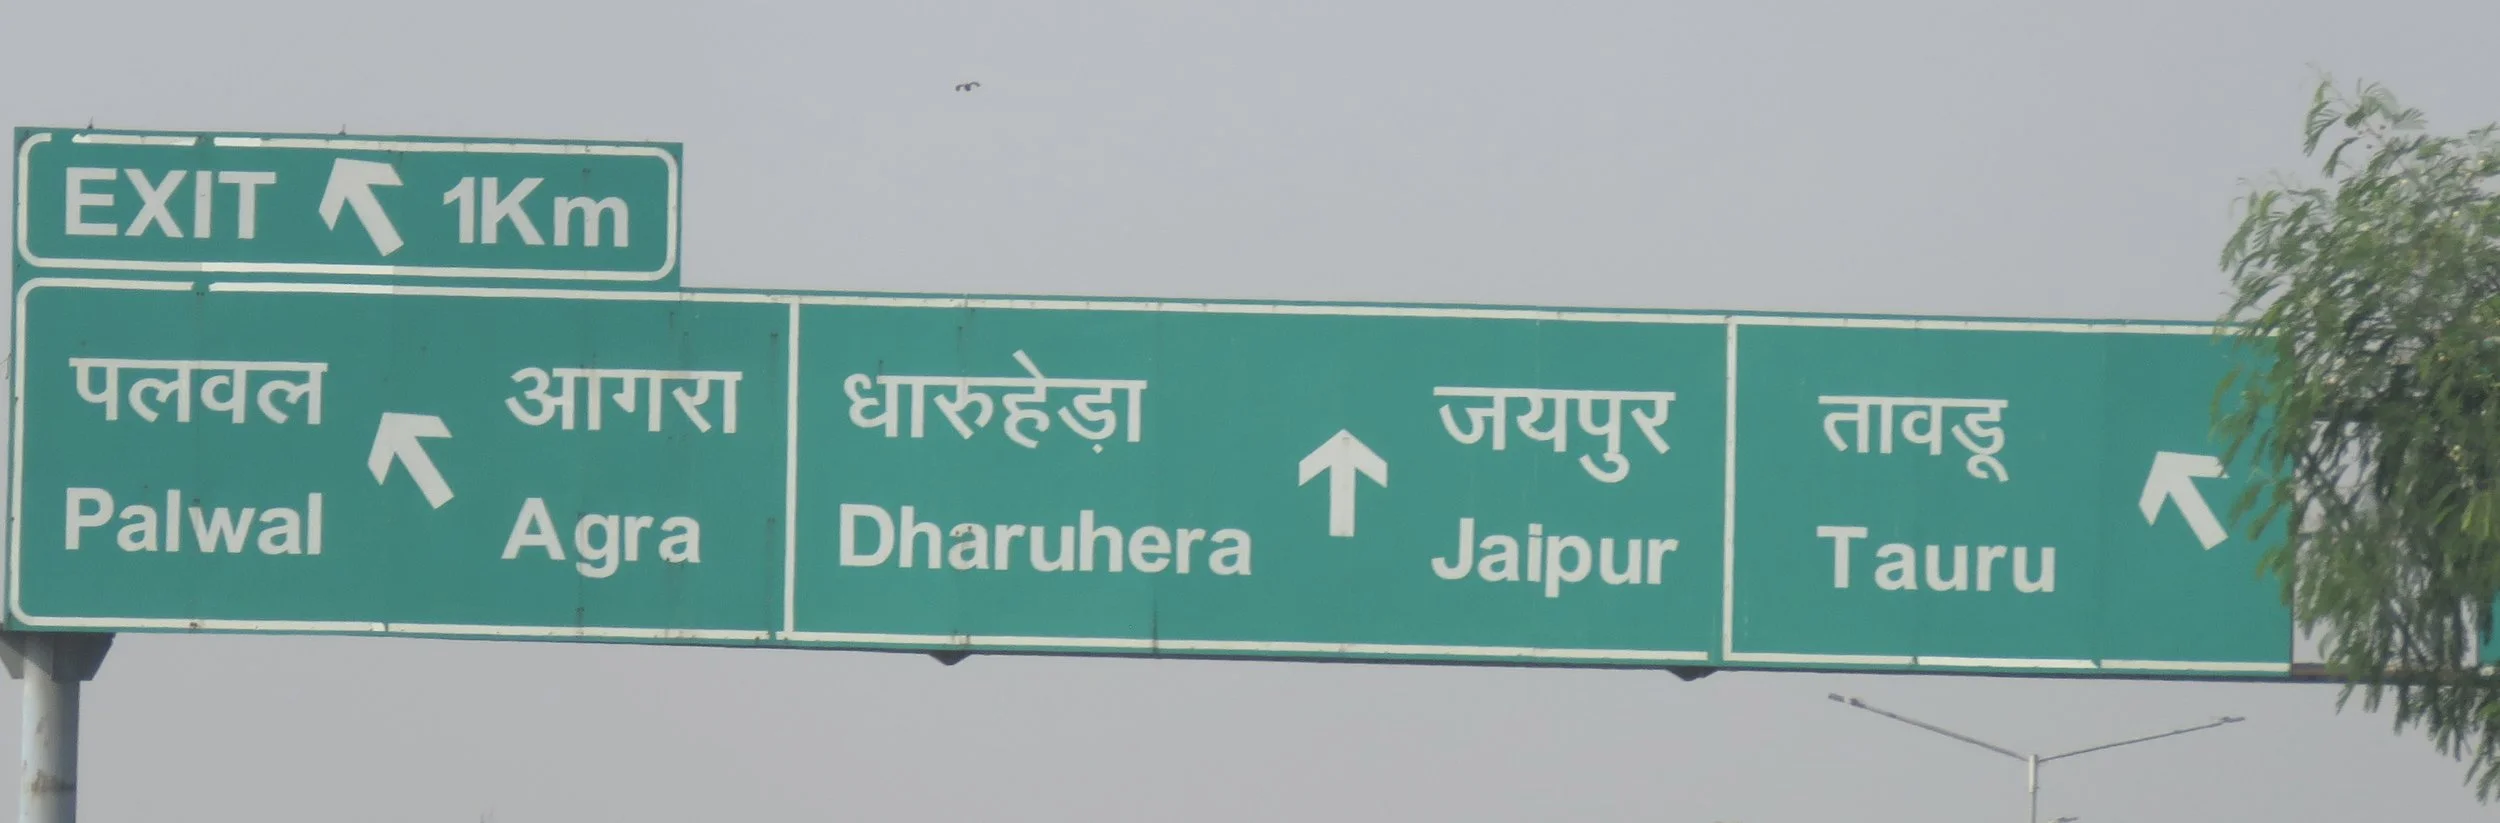 EXIT 1Km
पलवल आगरा
Palwal Agra
धारुहेड़ा जयपुर
Dharuhera Jaipur
तावडू
Tauru